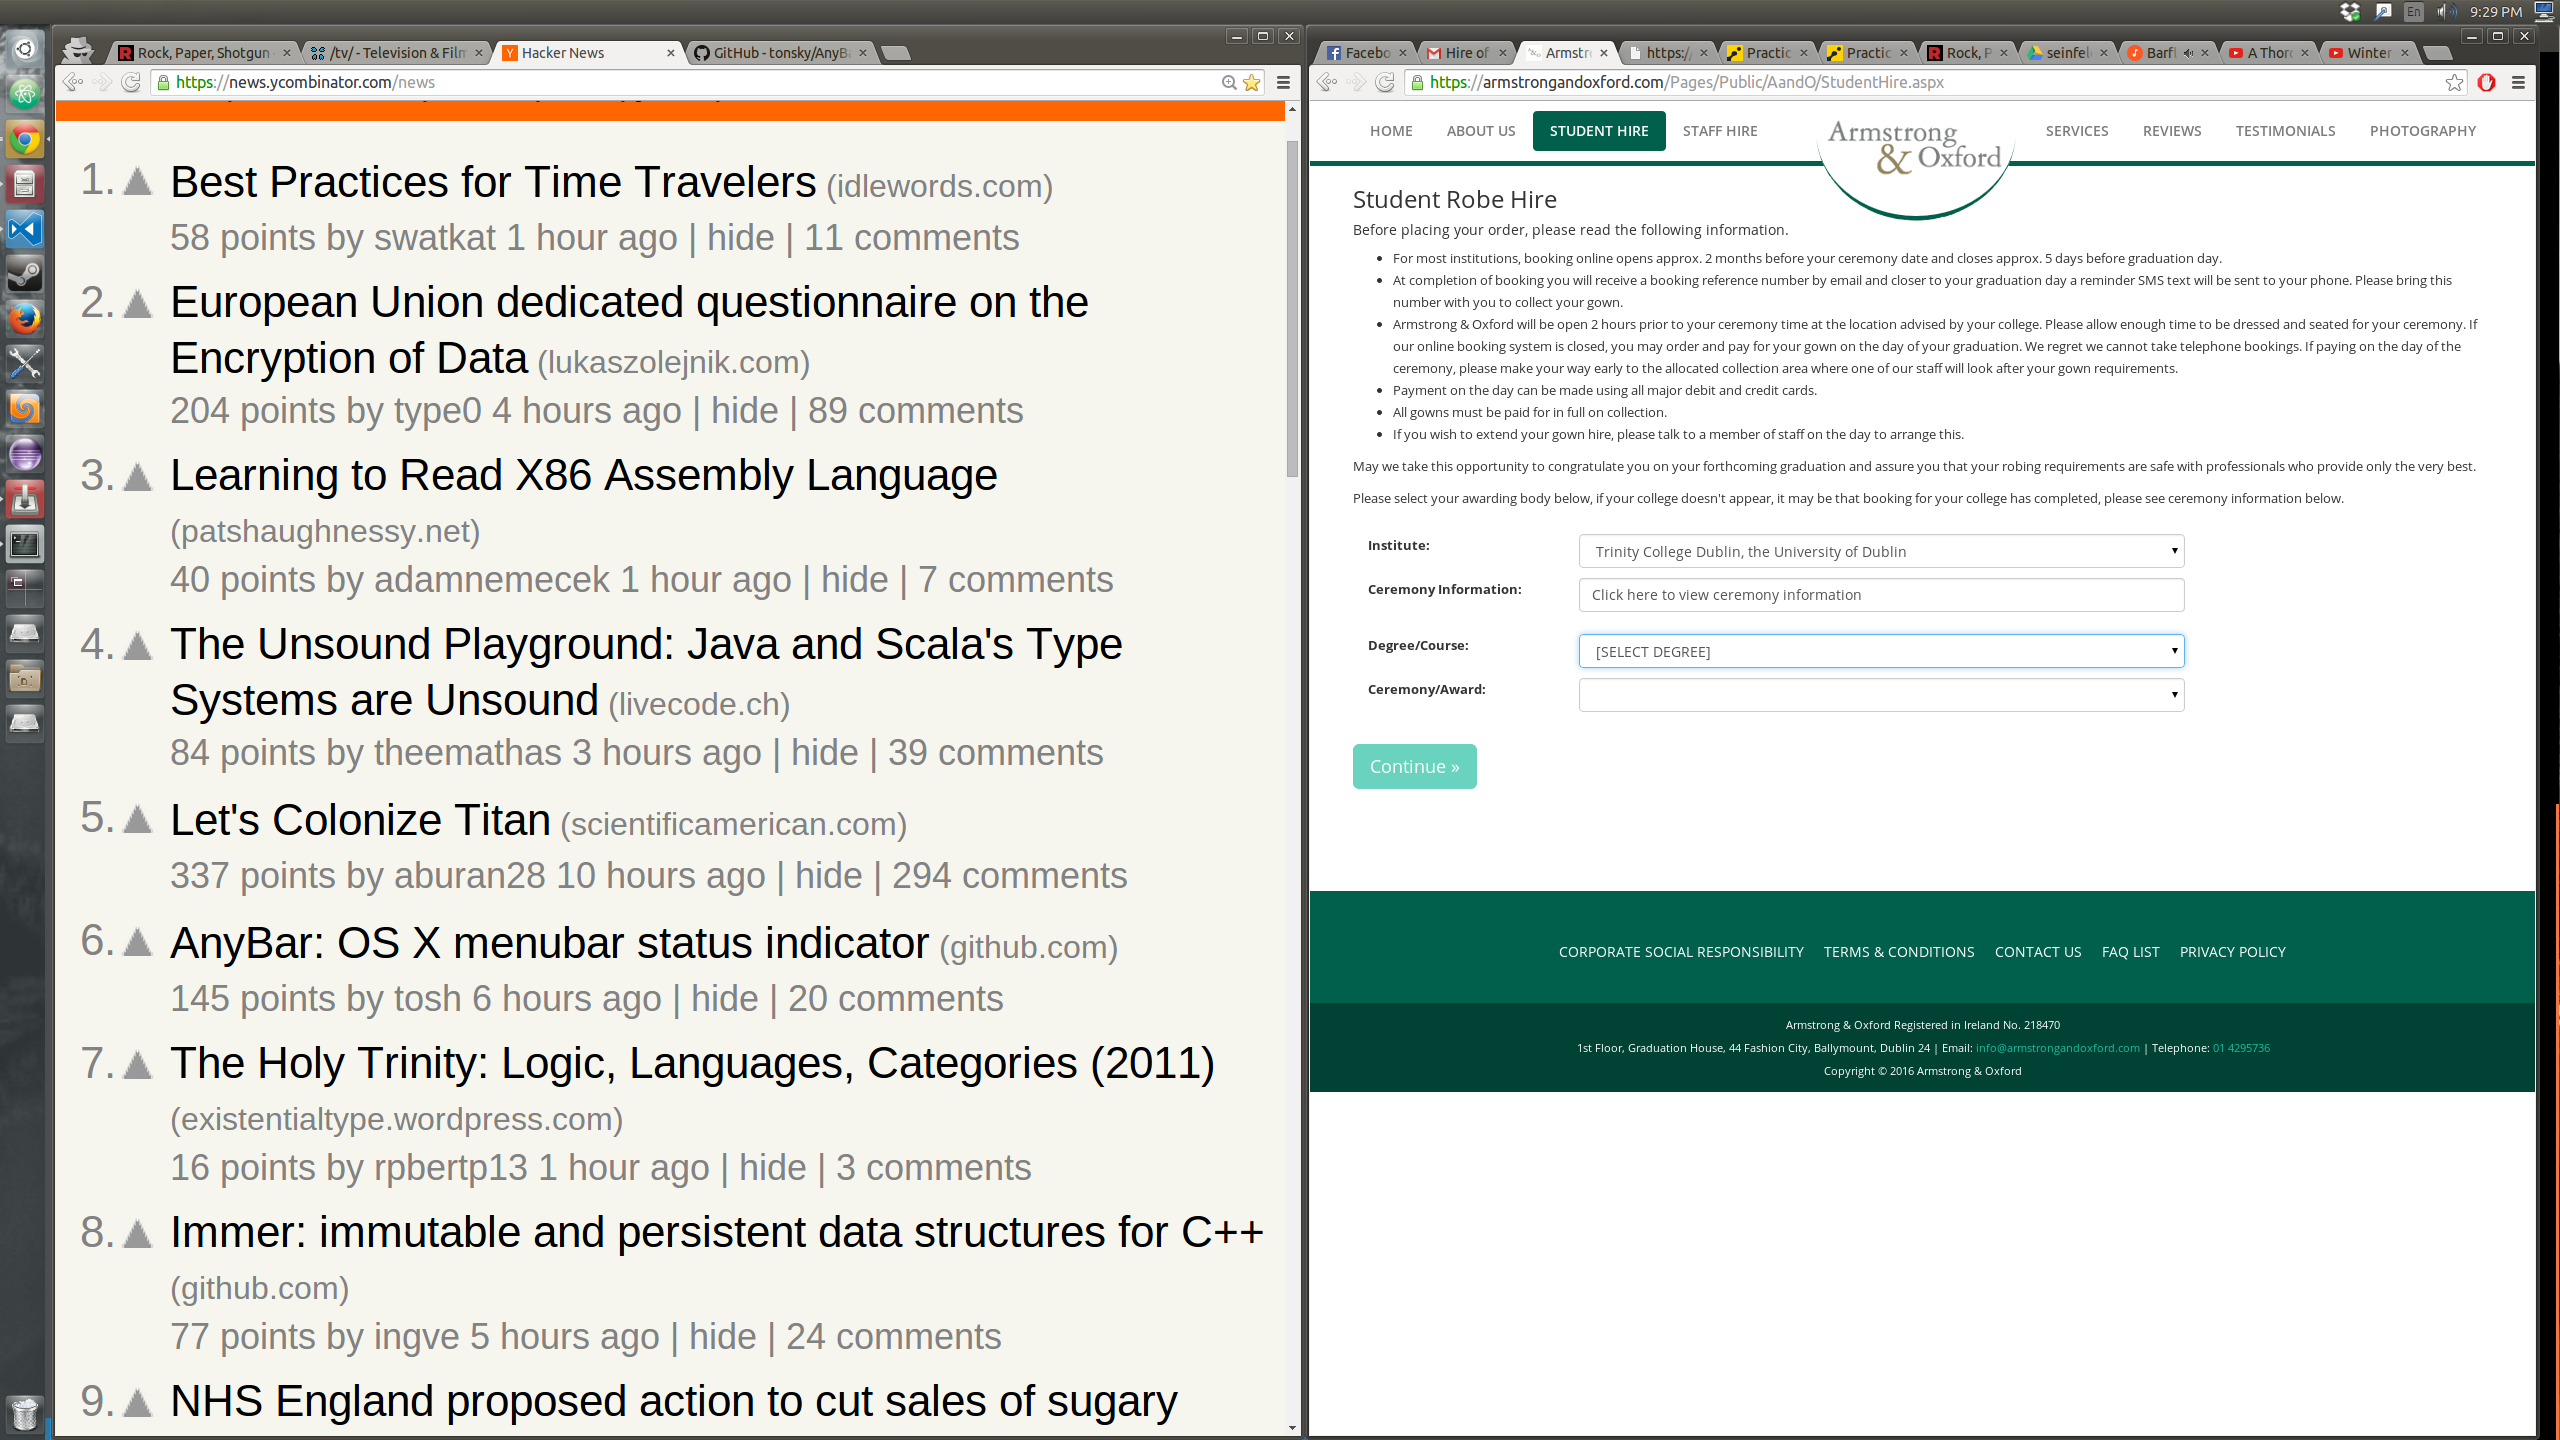 En
9:29 PM
Rock, Paper, Shotgun
/tv/ - Television & Film
Hacker News
GitHub - tonsky/AnyB
https://news.ycombinator.com/news
1. Best Practices for Time Travelers (idlewords.com)
58 points by swatkat 1 hour ago | hide | 11 comments
2. European Union dedicated questionnaire on the
Encryption of Data (lukaszolejnik.com)
204 points by type0 4 hours ago | hide | 89 comments
3. Learning to Read X86 Assembly Language
(patshaughnessy.net)
40 points by adamnemecek 1 hour ago | hide | 7 comments
4. The Unsound Playground: Java and Scala's Type
Systems are Unsound (livecode.ch)
84 points by theemathas 3 hours ago | hide | 39 comments
5. Let's Colonize Titan (scientificamerican.com)
337 points by aburan28 10 hours ago | hide | 294 comments
6. AnyBar: OS X menubar status indicator (github.com)
145 points by tosh 6 hours ago | hide | 20 comments
7. The Holy Trinity: Logic, Languages, Categories (2011)
(existentialtype.wordpress.com)
16 points by rpbertp13 1 hour ago | hide | 3 comments
8. Immer: immutable and persistent data structures for C++
(github.com)
77 points by ingve 5 hours ago | hide | 24 comments
9. NHS England proposed action to cut sales of sugary
Facebo
Hire of
Armstr
https:/
Practic
Practic
Rock, P
seinfel
Barfl
A Thor
Winter
https://armstrongandoxford.com/Pages/Public/AandO/StudentHire.aspx
HOME ABOUT US STUDENT HIRE STAFF HIRE
Armstrong
& Oxford
SERVICES REVIEWS TESTIMONIALS PHOTOGRAPHY
Student Robe Hire
Before placing your order, please read the following information.
For most institutions, booking online opens approx. 2 months before your ceremony date and closes approx. 5 days before graduation day.
At completion of booking you will receive a booking reference number by email and closer to your graduation day a reminder SMS text will be sent to your phone. Please bring this
number with you to collect your gown.
Armstrong & Oxford will be open 2 hours prior to your ceremony time at the location advised by your college. Please allow enough time to be dressed and seated for your ceremony. If
our online booking system is closed, you may order and pay for your gown on the day of your graduation. We regret we cannot take telephone bookings. If paying on the day of the
ceremony, please make your way early to the allocated collection area where one of our staff will look after your gown requirements.
Payment on the day can be made using all major debit and credit cards.
All gowns must be paid for in full on collection.
If you wish to extend your gown hire, please talk to a member of staff on the day to arrange this.
May we take this opportunity to congratulate you on your forthcoming graduation and assure you that your robing requirements are safe with professionals who provide only the very best.
Please select your awarding body below, if your college doesn't appear, it may be that booking for your college has completed, please see ceremony information below.
Institute: Trinity College Dublin, the University of Dublin
Ceremony Information: Click here to view ceremony information
Degree/Course: [SELECT DEGREE]
Ceremony/Award:
Continue »
CORPORATE SOCIAL RESPONSIBILITY TERMS & CONDITIONS CONTACT US FAQ LIST PRIVACY POLICY
Armstrong & Oxford Registered in Ireland No. 218470
1st Floor, Graduation House, 44 Fashion City, Ballymount, Dublin 24 | Email: info@armstrongandoxford.com | Telephone: 01 4295736
Copyright © 2016 Armstrong & Oxford